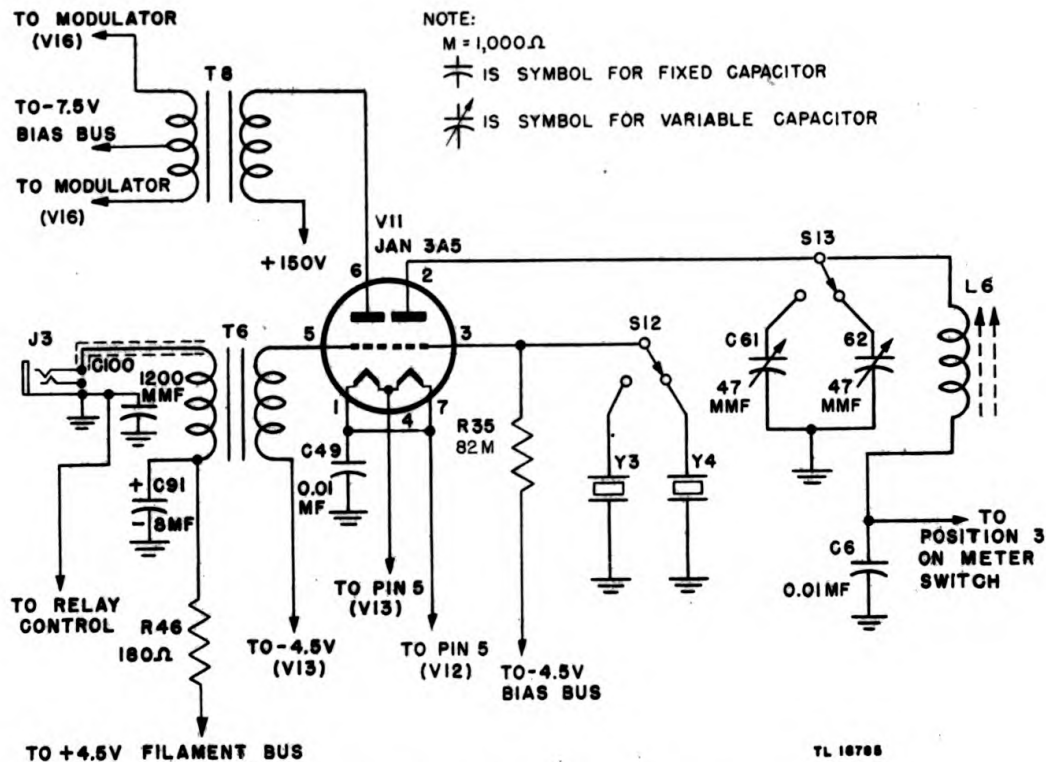 TO MODULATOR
(V16)
T8
TO-7.5V
BIAS BUS
TO MODULATOR
(V16)
+150V
NOTE:
M = 1,000Ω
IS SYMBOL FOR FIXED CAPACITOR
IS SYMBOL FOR VARIABLE CAPACITOR
V11
JAN 3A5
6
2
5
3
1
4
7
J3
C100
1200
MMF
T6
C91
+
-
8MF
TO RELAY
CONTROL
R46
180Ω
TO +4.5V FILAMENT BUS
TO-4.5V
(V13)
C49
0.01
MF
TO PIN 5
(V13)
TO PIN 5
(V12)
R35
82M
TO-4.5V
BIAS BUS
S12
Y3
Y4
S13
C61
47
MMF
62
47
MMF
L6
TO
POSITION 3
ON METER
SWITCH
C6
0.01MF
TL 18785